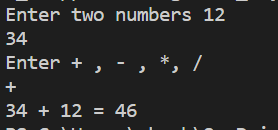 Enter two numbers 12
34
Enter + , - , *, /
+
34 + 12 = 46